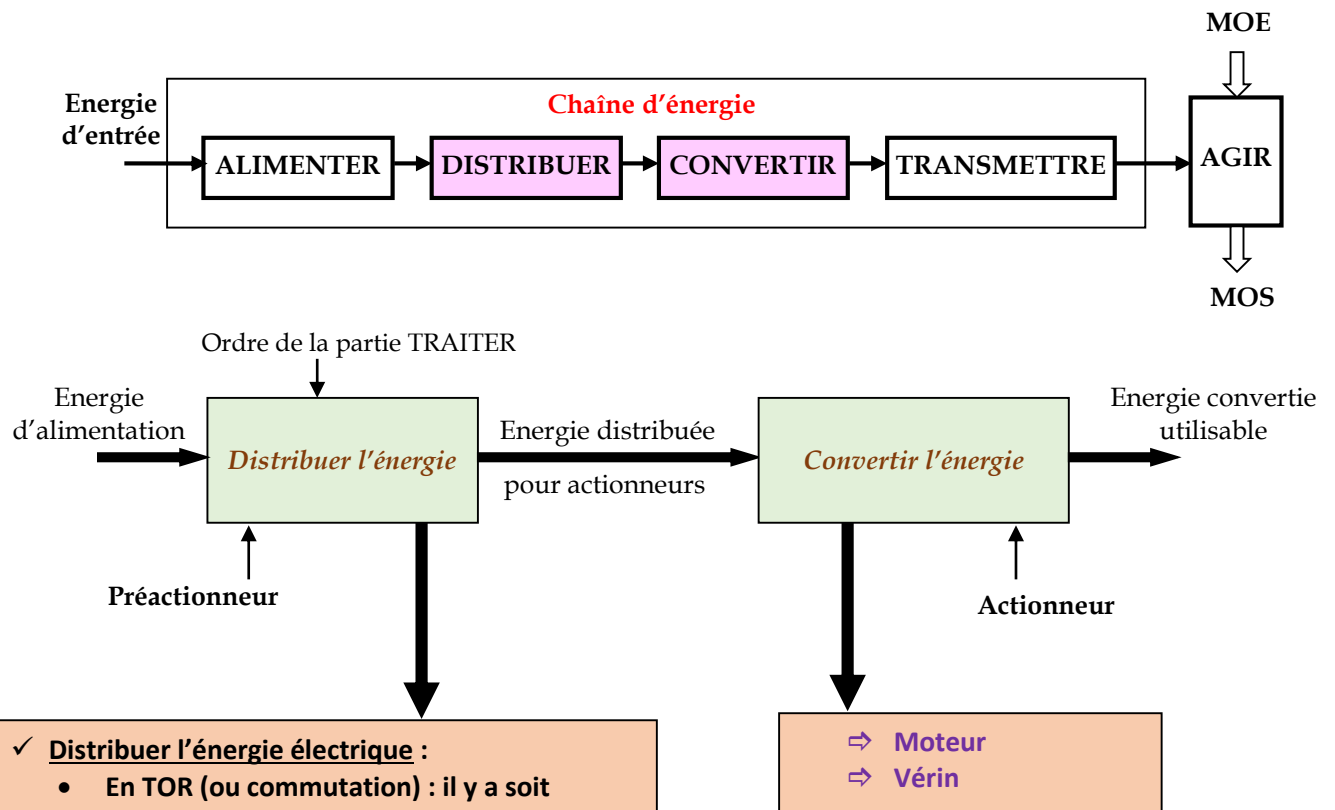 MOE
Energie
d'entrée
Chaîne d'énergie
ALIMENTER
DISTRIBUER
CONVERTIR
TRANSMETTRE
AGIR
MOS
Ordre de la partie TRAITER
Energie
d'alimentation
Distribuer l'énergie
Energie distribuée
pour actionneurs
Convertir l'énergie
Energie convertie
utilisable
Préactionneur
Actionneur
✓ Distribuer l'énergie électrique :
• En TOR (ou commutation) : il y a soit
⇨ Moteur
⇨ Vérin